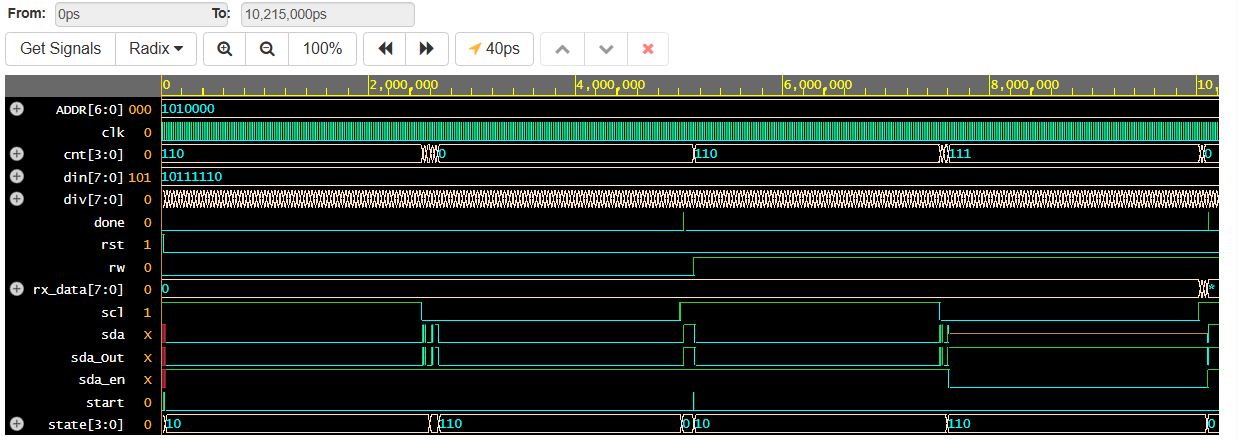 From: 0ps To: 10,215,000ps
Get Signals Radix 100% 40ps
0 2,000,000 4,000,000 6,000,000 8,000,000 10,
ADDR[6:0] 000 1010000
clk 0
cnt[3:0] 0 110 0 110 111 0
din[7:0] 101 10111110
div[7:0] 0
done 0
rst 1
rw 0
rx_data[7:0] 0 0 *
scl 1
sda X
sda_out X
sda_en X
start 0
state[3:0] 0 10 110 0 10 110 0